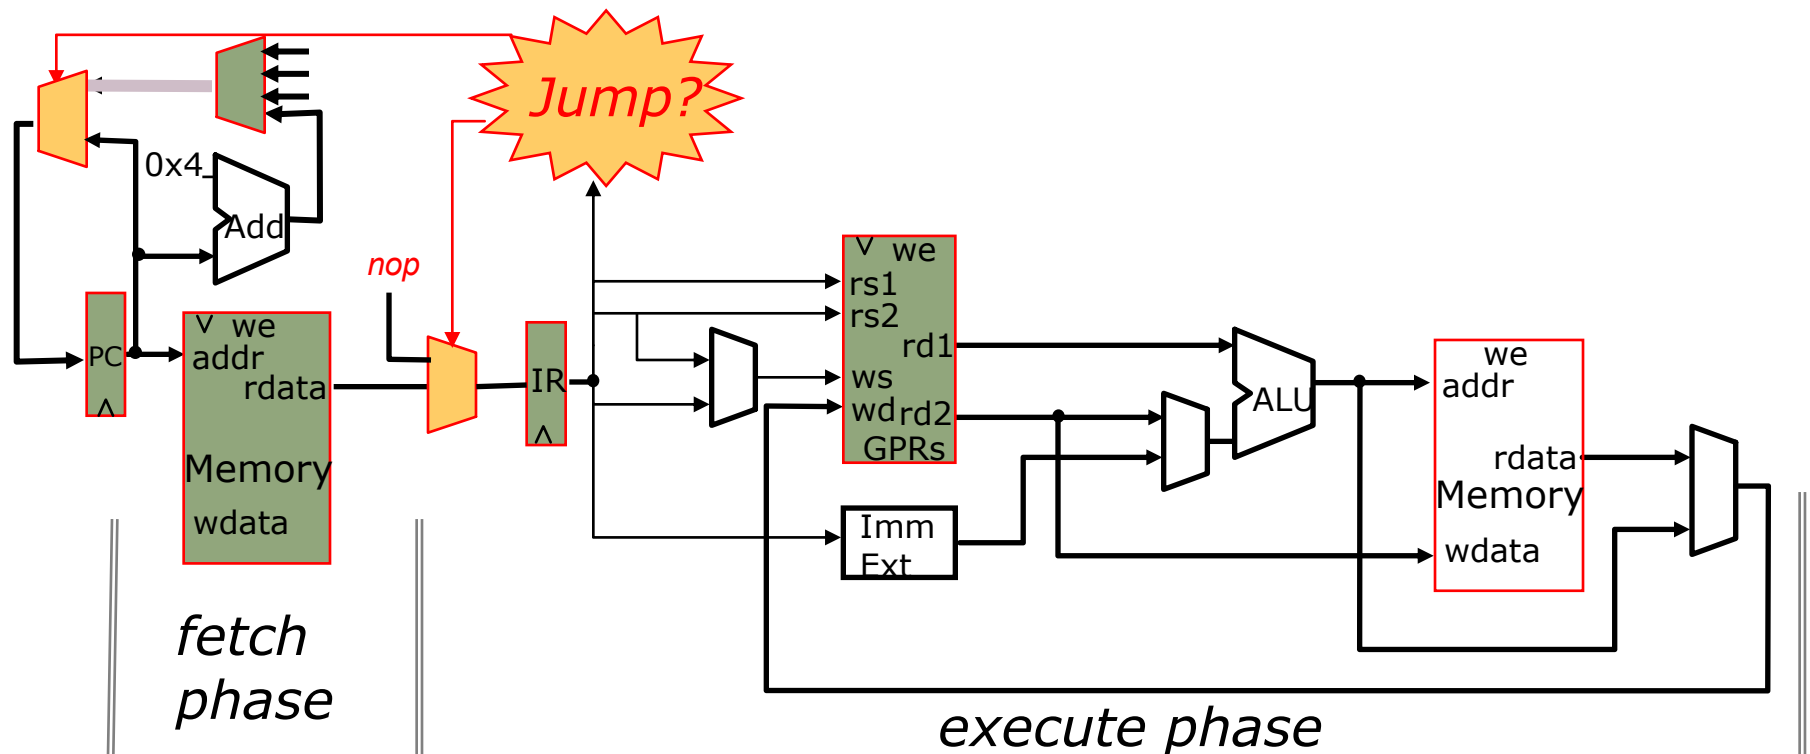 Jump?
0x4
Add
nop
PC
we
addr
rdata
Memory
wdata
IR
we
rs1
rs2
rd1
ws
wd
rd2
GPRs
Imm
Ext
ALU
we
addr
rdata
Memory
wdata
fetch
phase
execute phase